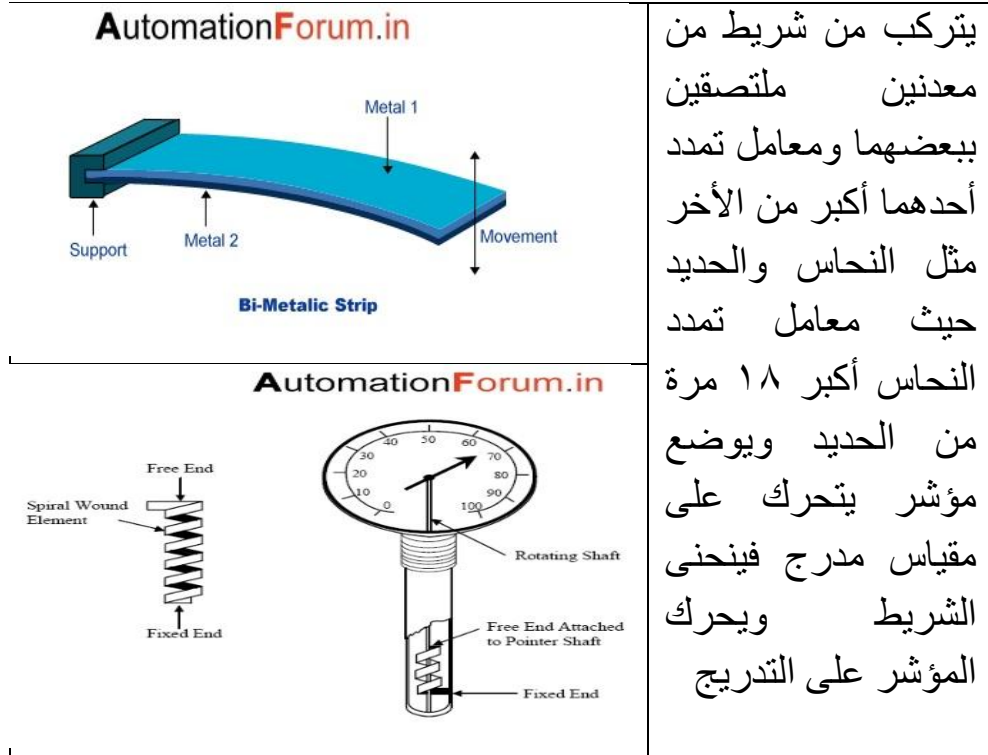 AutomationForum.in
Metal 1
Support
Metal 2
Movement
Bi-Metalic Strip
AutomationForum.in
Free End
Spiral Wound
Element
Fixed End
0
10
20
30
40
50
60
70
80
90
100
Rotating Shaft
Free End Attached
to Pointer Shaft
Fixed End
يتركب من شريط من
معدنين ملتصقين
ببعضهما ومعامل تمدد
أحدهما أكبر من الأخر
مثل النحاس والحديد
حيث معامل تمدد
النحاس أكبر ١٨ مرة
من الحديد ويوضع
مؤشر يتحرك على
مقياس مدرج فينحنى
الشريط ويحرك
المؤشر على التدريج